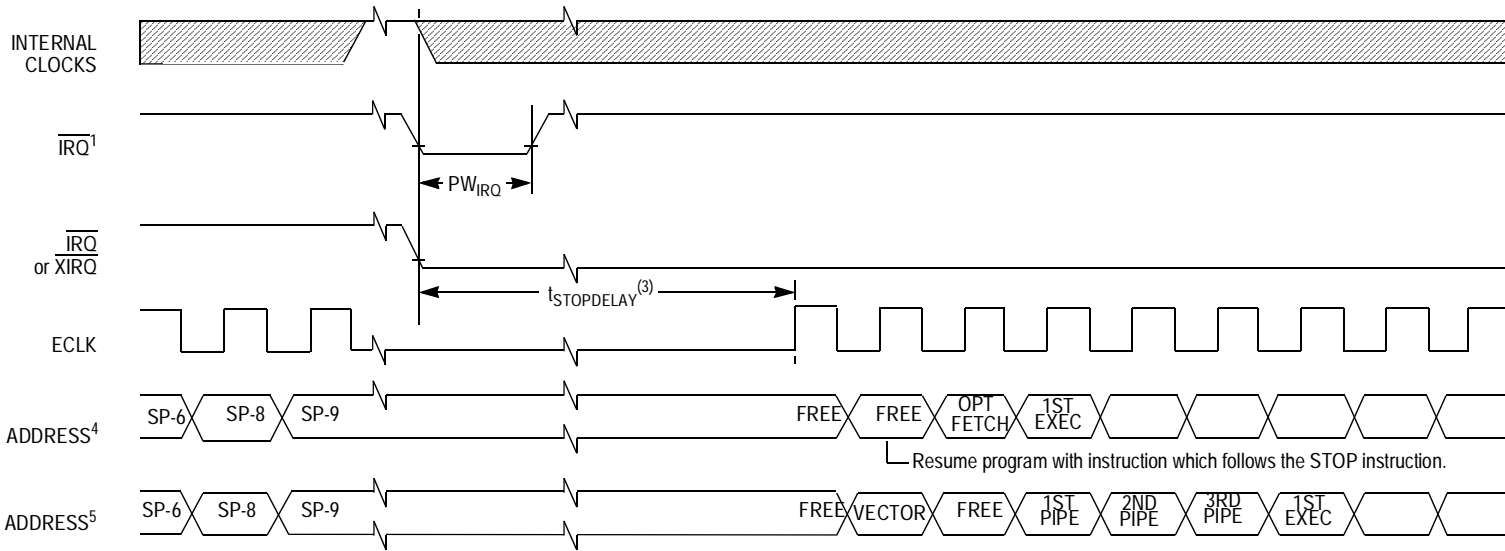 INTERNAL
CLOCKS
IRQ1
PWIRQ
IRQ
or XIRQ
tSTOPDELAY(3)
ECLK
ADDRESS4
SP-6 SP-8 SP-9 FREE FREE OPT FETCH 1ST EXEC
Resume program with instruction which follows the STOP instruction.
ADDRESS5
SP-6 SP-8 SP-9 FREE VECTOR FREE 1ST PIPE 2ND PIPE 3RD PIPE 1ST EXEC